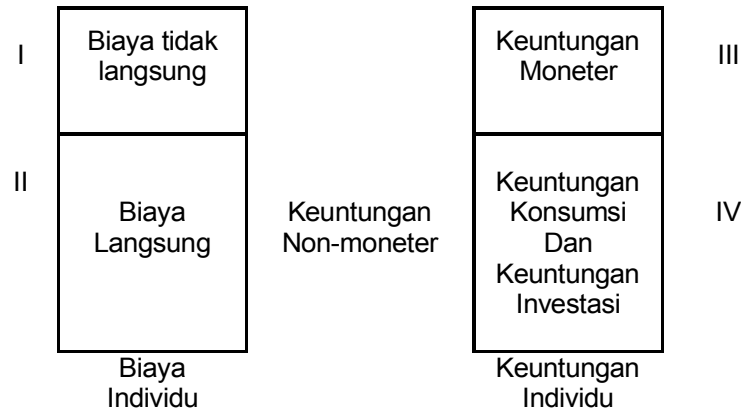 I
Biaya tidak
langsung
Keuntungan
Moneter
III
II
Biaya
Langsung
Keuntungan
Non-moneter
Keuntungan
Konsumsi
Dan
Keuntungan
Investasi
IV
Biaya
Individu
Keuntungan
Individu